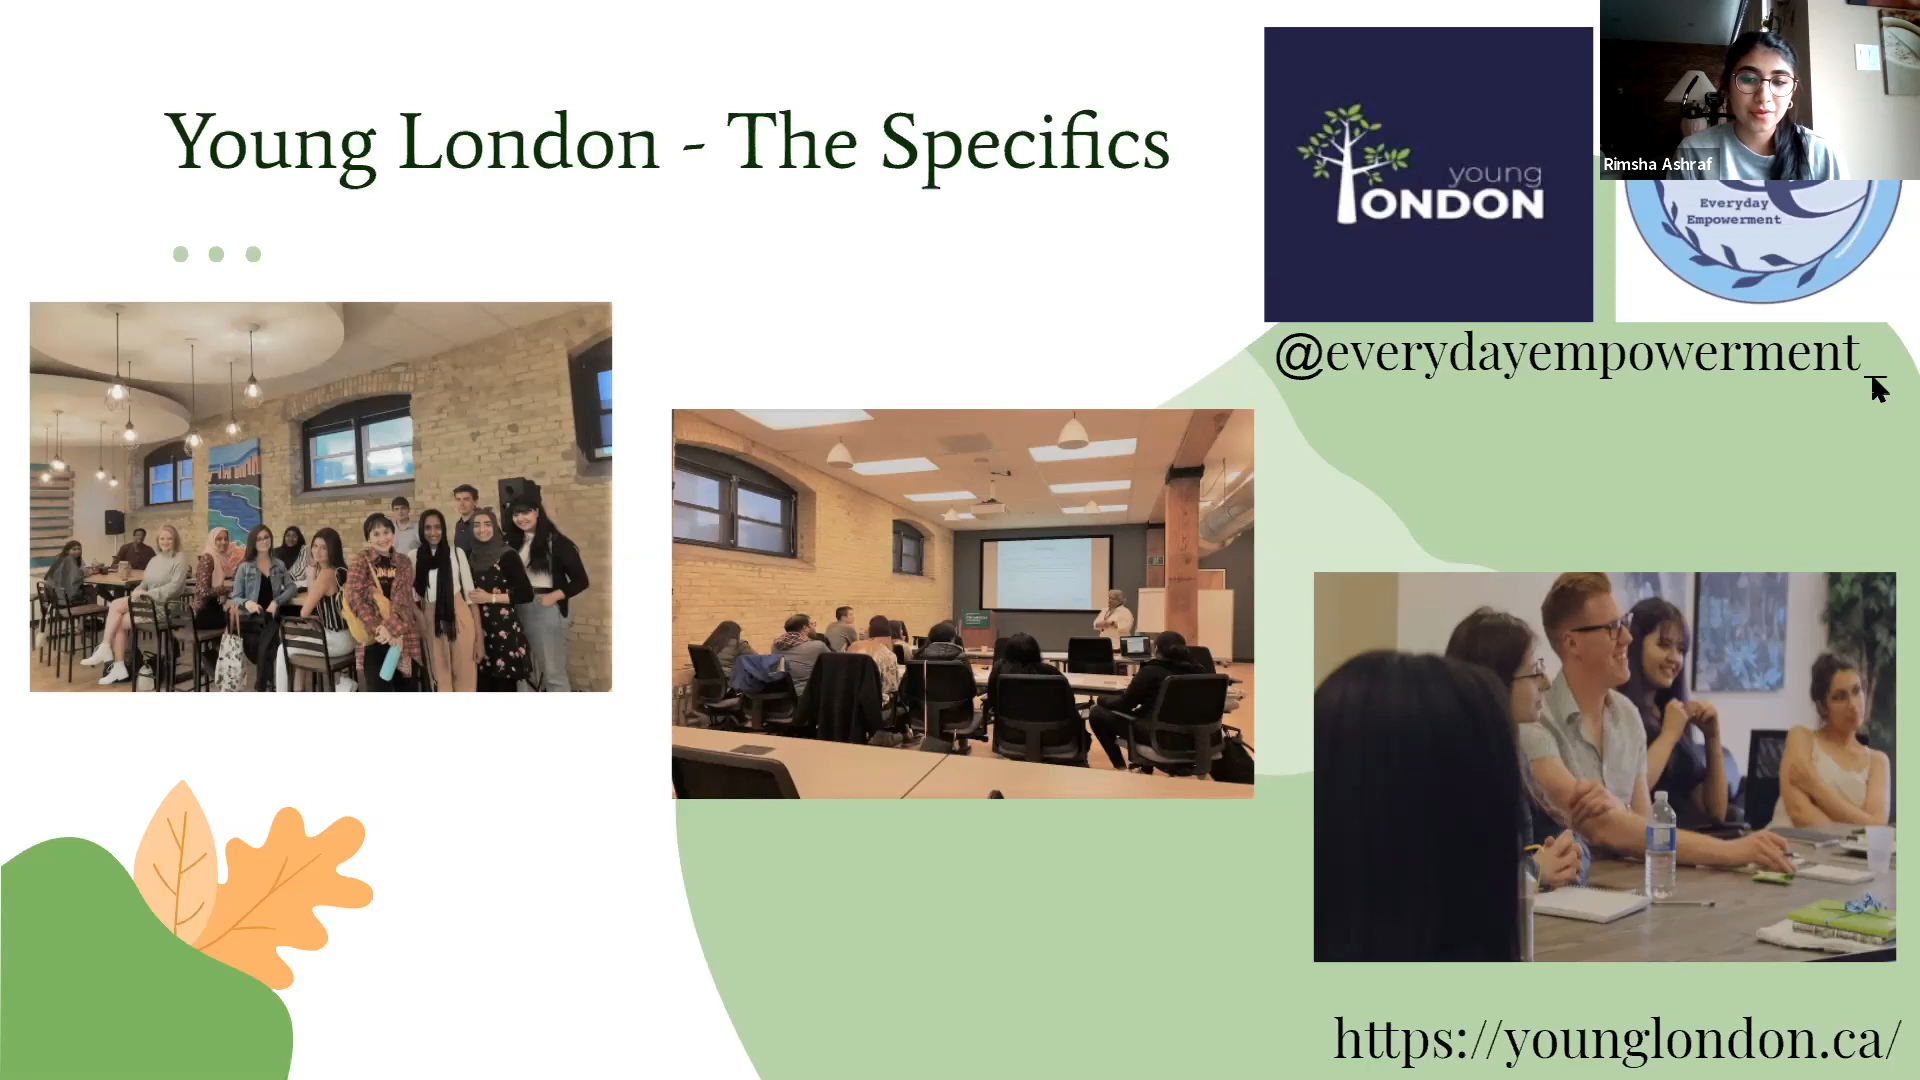 Young London - The Specifics
young
LONDON
Rimsha Ashraf
Everyday
Empowerment
@everydayempowerment_
https://younglondon.ca/